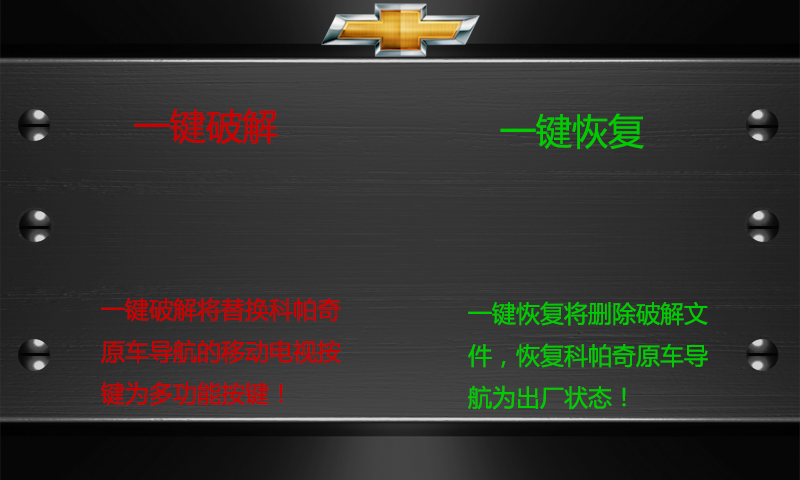 一键破解
一键恢复
一键破解将替换科帕奇
原车导航的移动电视按
键为多功能按键！
一键恢复将删除破解文
件，恢复科帕奇原车导
航为出厂状态！